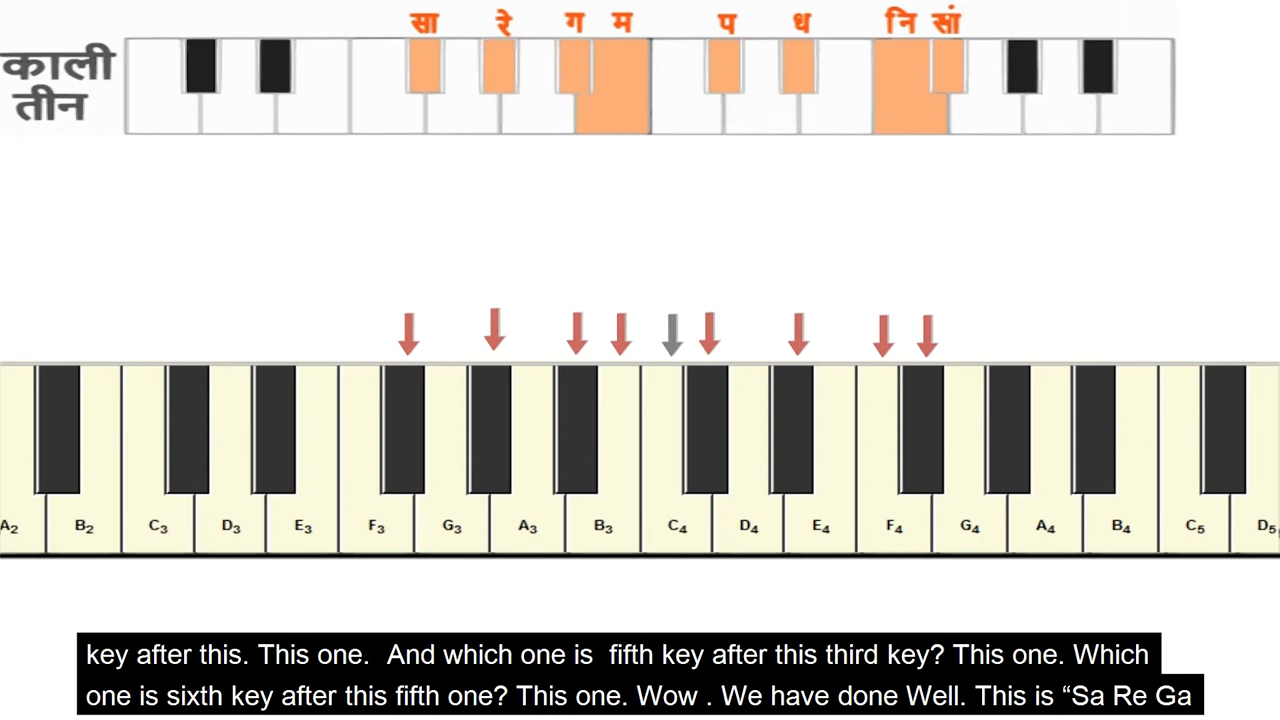 सा रे ग म प ध नि सां
काली
तीन
A2 B2 C3 D3 E3 F3 G3 A3 B3 C4 D4 E4 F4 G4 A4 B4 C5 D5
key after this. This one. And which one is fifth key after this third key? This one. Which
one is sixth key after this fifth one? This one. Wow . We have done Well. This is “Sa Re Ga